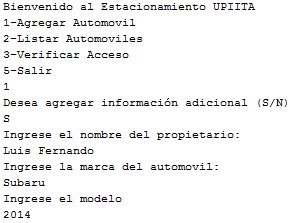 Bienvenido al Estacionamiento UPIITA
1-Agregar Automovil
2-Listar Automoviles
3-Verificar Acceso
5-Salir
1
Desea agregar información adicional (S/N)
S
Ingrese el nombre del propietario:
Luis Fernando
Ingrese la marca del automovil:
Subaru
Ingrese el modelo
2014